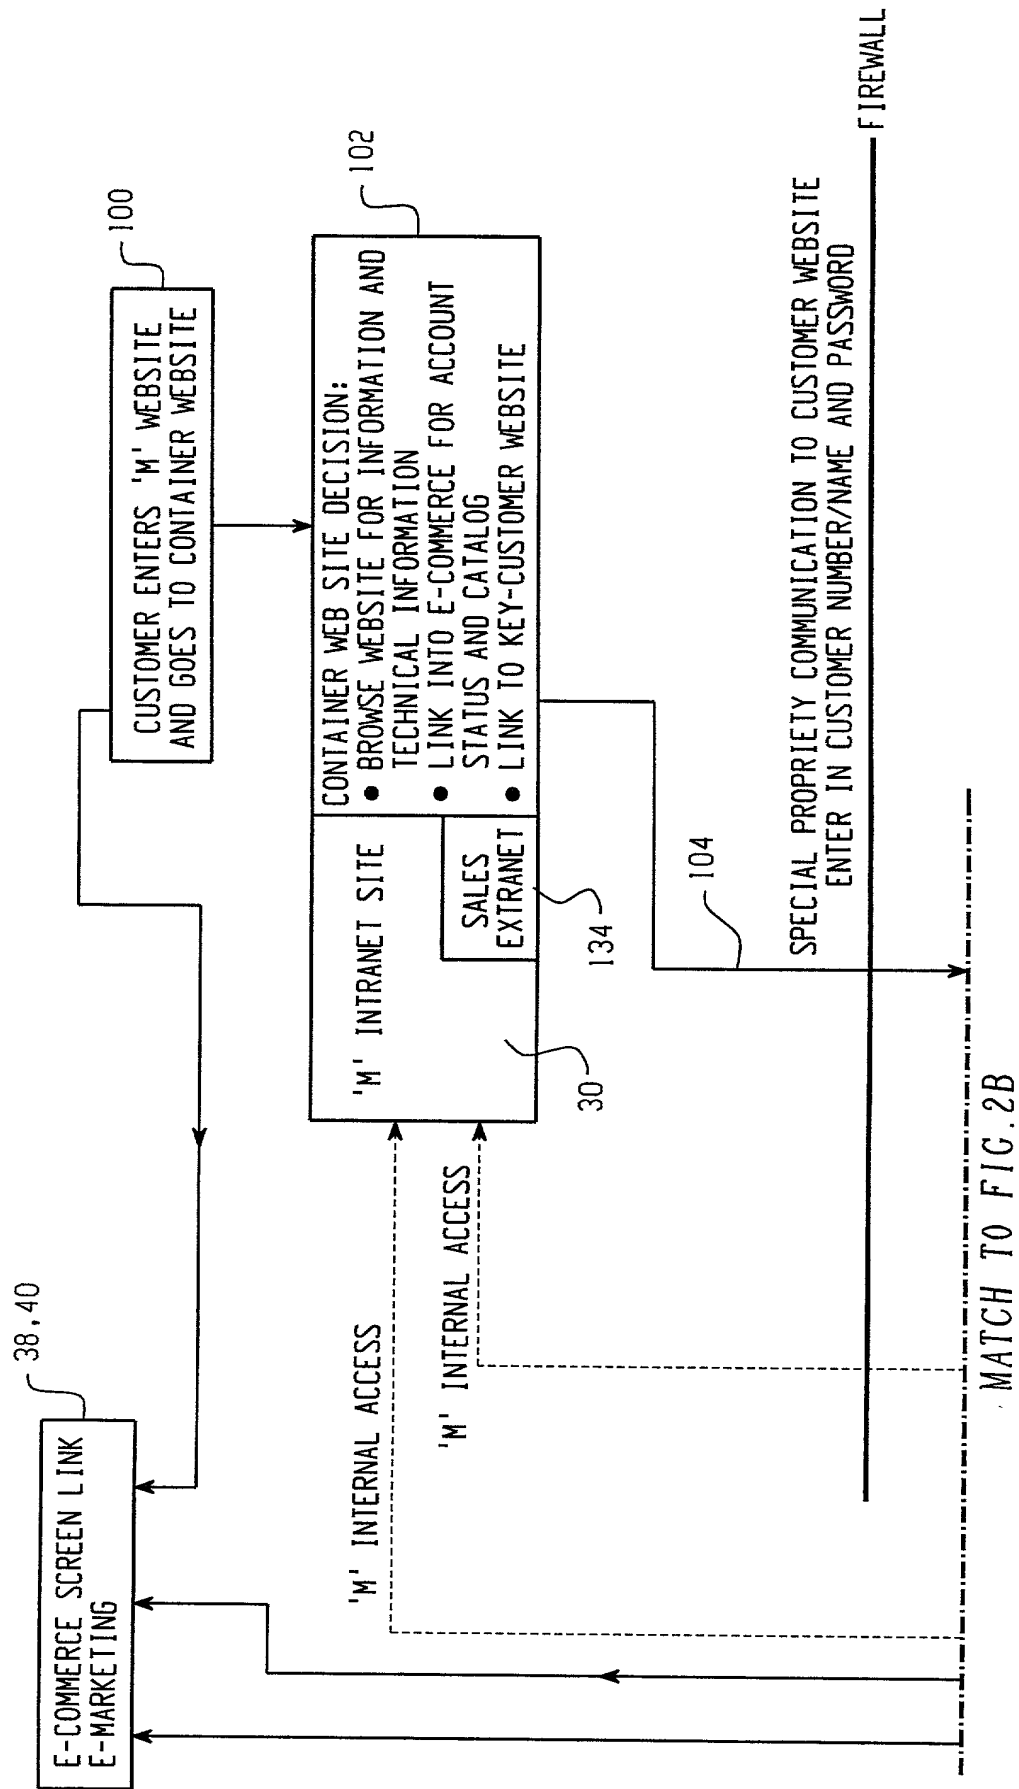 38,40
E-COMMERCE SCREEN LINK
E-MARKETING
100
CUSTOMER ENTERS 'M' WEBSITE
AND GOES TO CONTAINER WEBSITE
'M' INTERNAL ACCESS
'M' INTERNAL ACCESS
'M' INTRANET SITE
30
SALES
EXTRANET
134
102
CONTAINER WEB SITE DECISION:
● BROWSE WEBSITE FOR INFORMATION AND
TECHNICAL INFORMATION
● LINK INTO E-COMMERCE FOR ACCOUNT
STATUS AND CATALOG
● LINK TO KEY-CUSTOMER WEBSITE
104
SPECIAL PROPRIETY COMMUNICATION TO CUSTOMER WEBSITE
ENTER IN CUSTOMER NUMBER/NAME AND PASSWORD
FIREWALL
MATCH TO FIG.2B